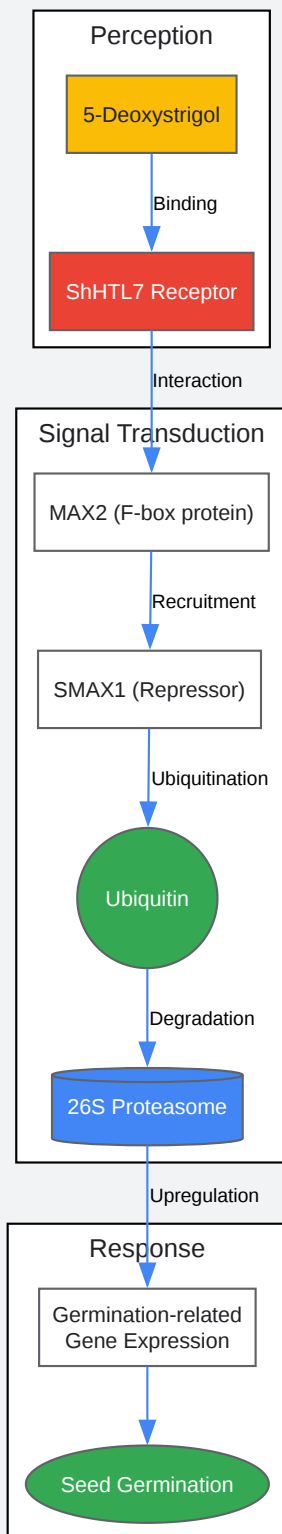 Perception
5-Deoxystrigol
Binding
ShHTL7 Receptor
Interaction
Signal Transduction
MAX2 (F-box protein)
Recruitment
SMAX1 (Repressor)
Ubiquitination
Ubiquitin
Degradation
26S Proteasome
Upregulation
Response
Germination-related
Gene Expression
Seed Germination